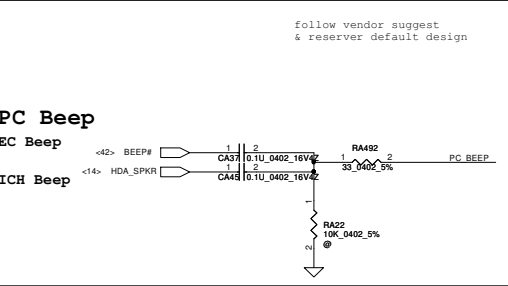 follow vendor suggest
& reserver default design
PC Beep
EC Beep
<42> BEEP#
1 2
CA37 0.1U_0402_16V4Z
ICH Beep
<14> HDA_SPKR
1 2
CA45 0.1U_0402_16V4Z
RA492
1 2
33_0402_5%
PC_BEEP
1
RA22
10K_0402_5%
@
2